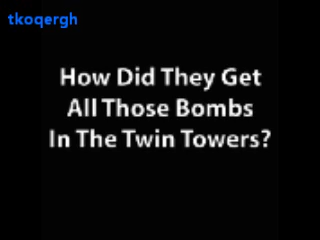 tkoqergh
How Did They Get
All Those Bombs
In The Twin Towers?